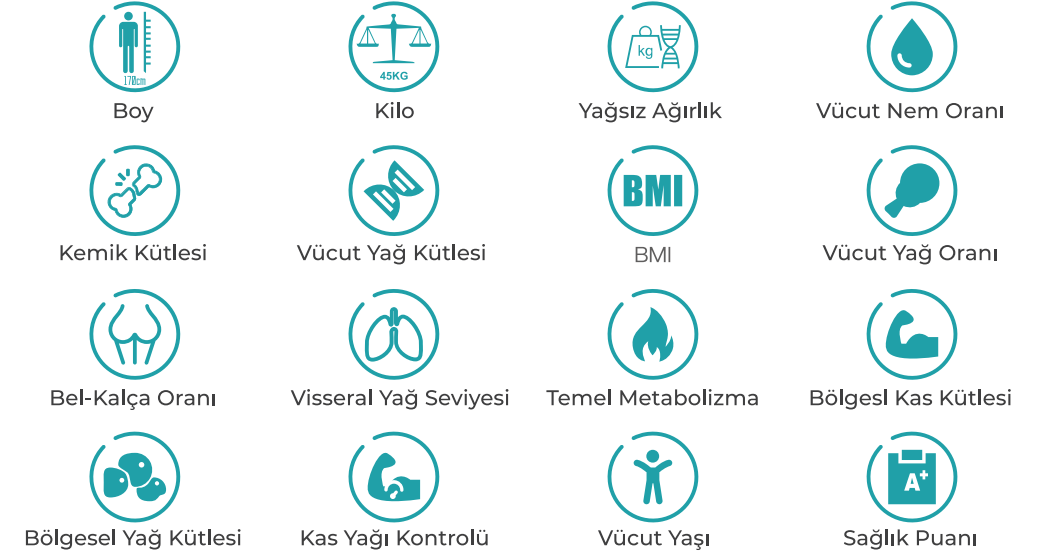 170cm
45KG
kg
Boy
Kilo
Yağsız Ağırlık
Vücut Nem Oranı
BMI
Kemik Kütlesi
Vücut Yağ Kütlesi
BMI
Vücut Yağ Oranı
Bel-Kalça Oranı
Visseral Yağ Seviyesi
Temel Metabolizma
Bölgesl Kas Kütlesi
A+
Bölgesel Yağ Kütlesi
Kas Yağı Kontrolü
Vücut Yaşı
Sağlık Puanı